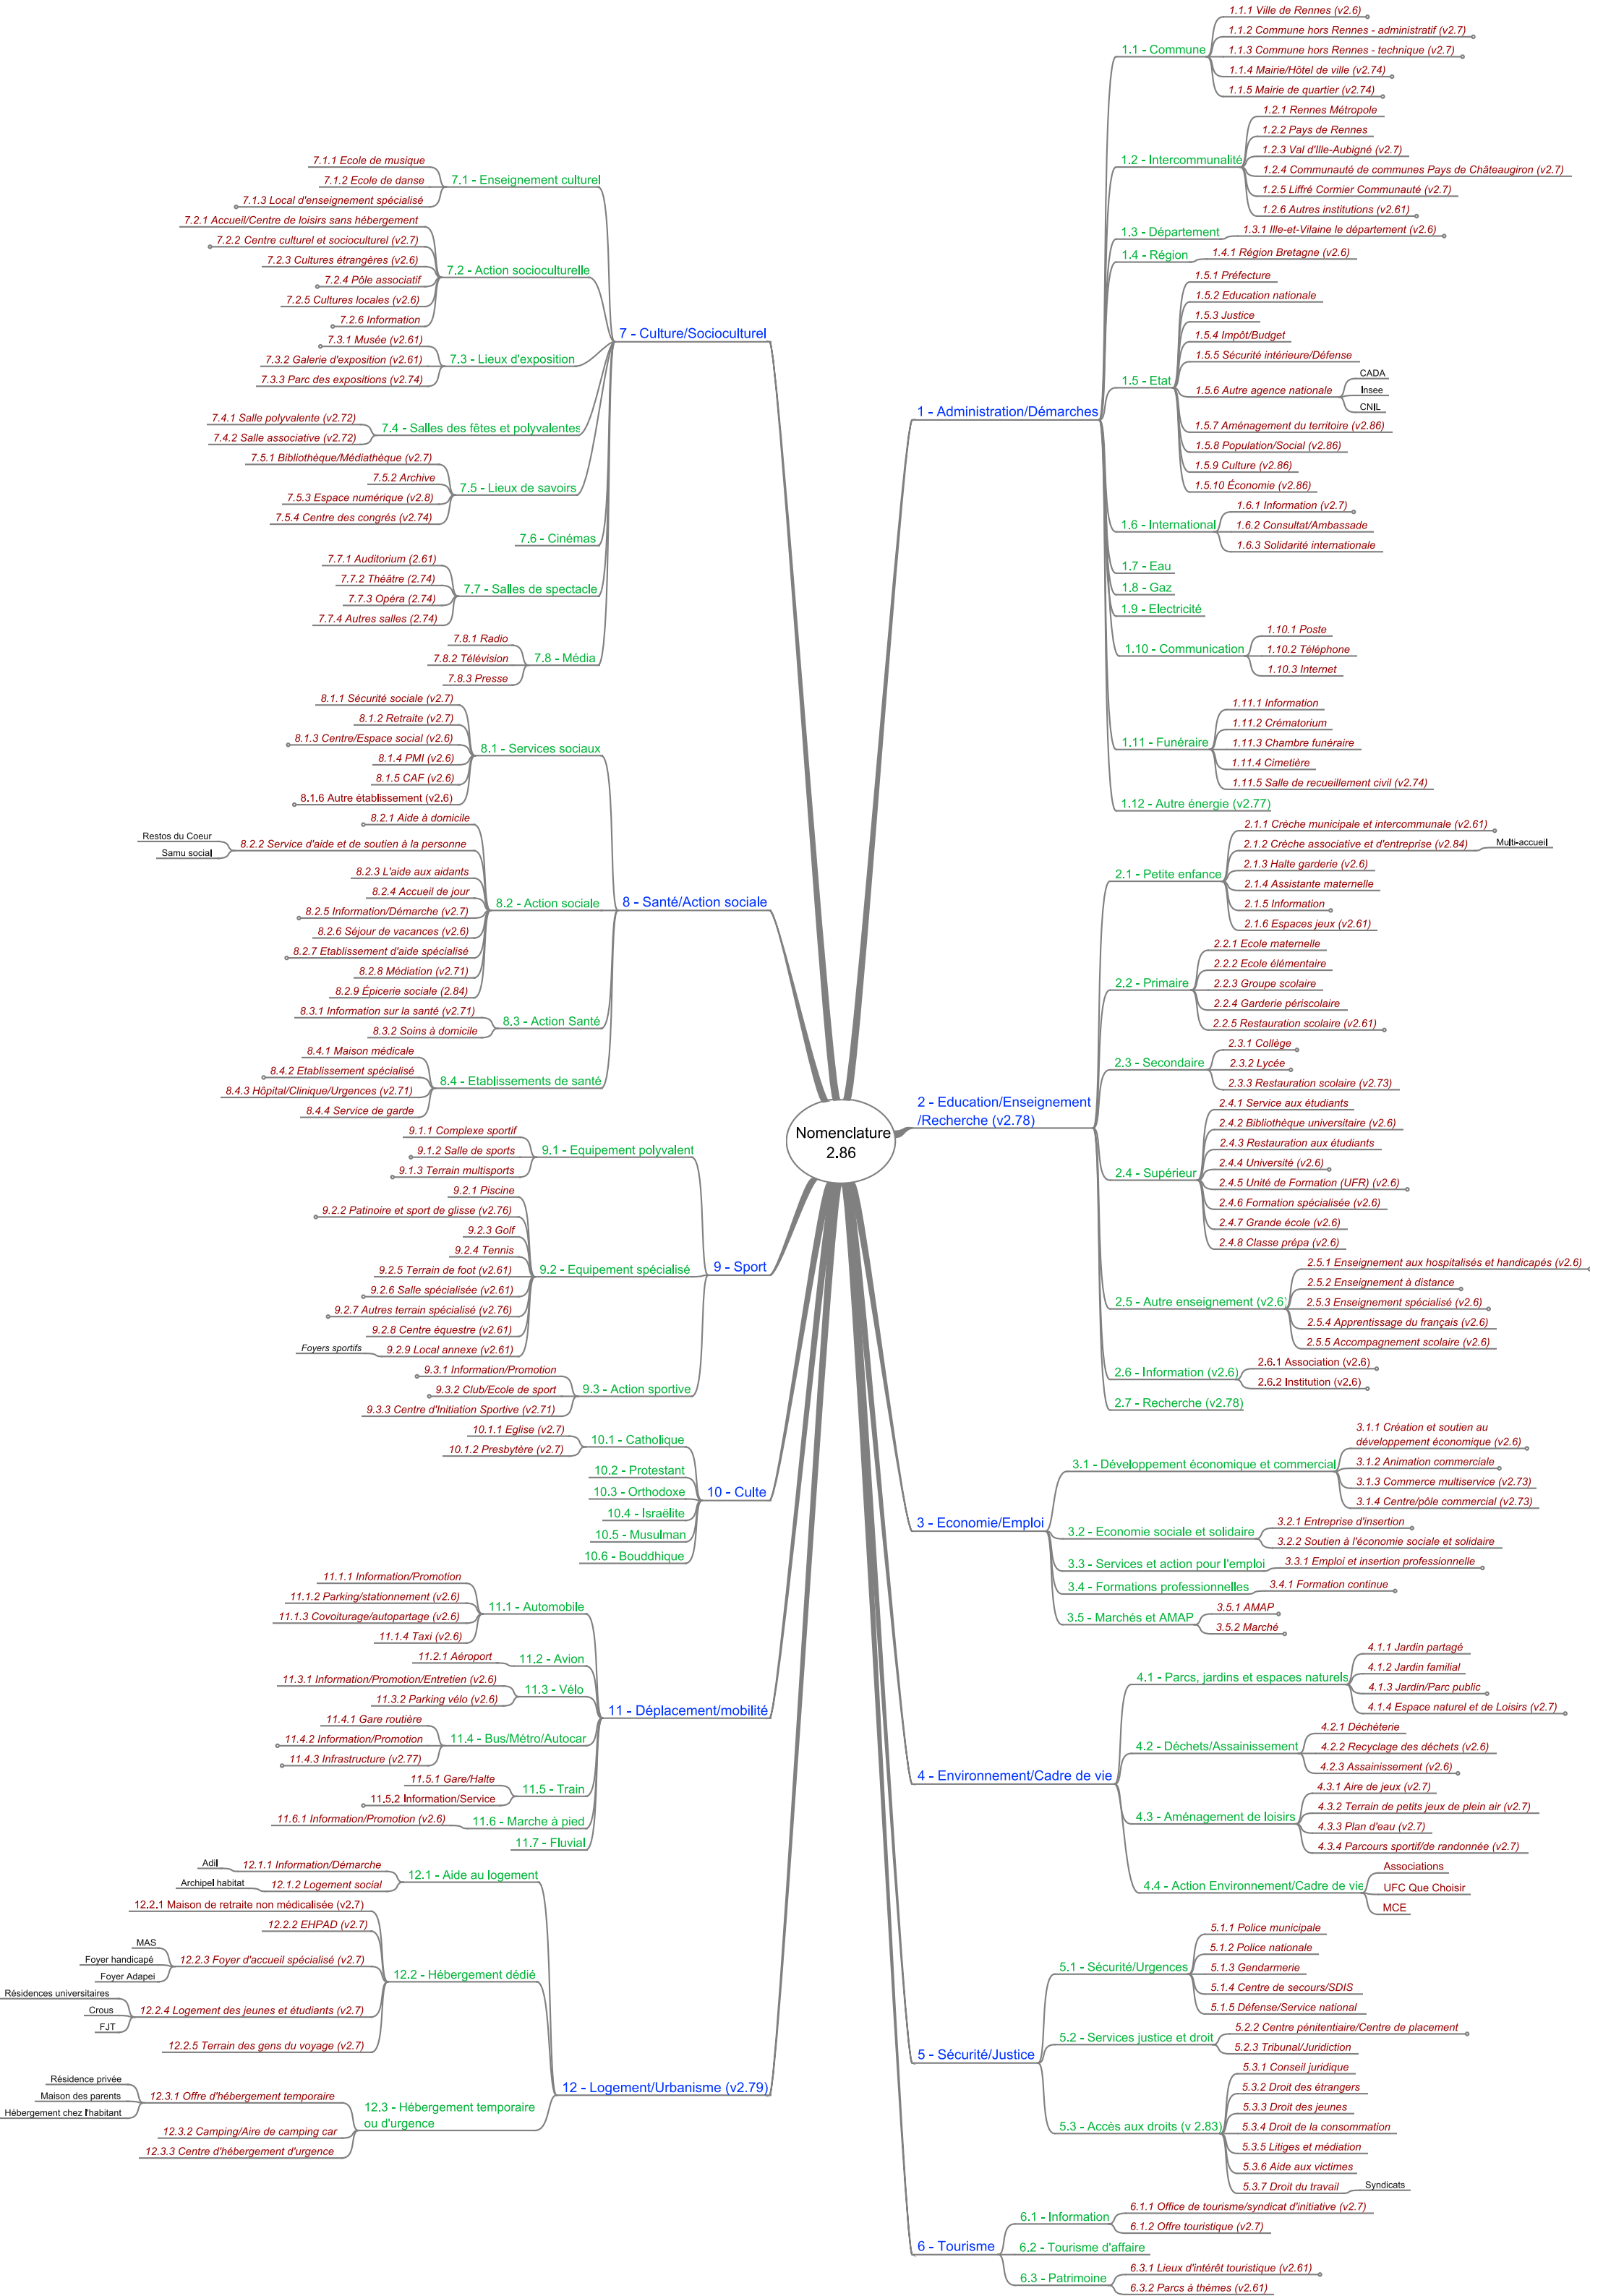 Nomenclature
2.86
1 - Administration/Démarches
1.1 - Commune
1.1.1 Ville de Rennes (v2.6)
1.1.2 Commune hors Rennes - administratif (v2.7)
1.1.3 Commune hors Rennes - technique (v2.7)
1.1.4 Mairie/Hôtel de ville (v2.74)
1.1.5 Mairie de quartier (v2.74)
1.2 - Intercommunalité
1.2.1 Rennes Métropole
1.2.2 Pays de Rennes
1.2.3 Val d'Ille-Aubigné (v2.7)
1.2.4 Communauté de communes Pays de Châteaugiron (v2.7)
1.2.5 Liffré Cormier Communauté (v2.7)
1.2.6 Autres institutions (v2.61)
1.3 - Département
1.3.1 Ille-et-Vilaine le département (v2.6)
1.4 - Région
1.4.1 Région Bretagne (v2.6)
1.5 - Etat
1.5.1 Préfecture
1.5.2 Education nationale
1.5.3 Justice
1.5.4 Impôt/Budget
1.5.5 Sécurité intérieure/Défense
1.5.6 Autre agence nationale
CADA
Insee
CNIL
1.5.7 Aménagement du territoire (v2.86)
1.5.8 Population/Social (v2.86)
1.5.9 Culture (v2.86)
1.5.10 Économie (v2.86)
1.6 - International
1.6.1 Information (v2.7)
1.6.2 Consultat/Ambassade
1.6.3 Solidarité internationale
1.7 - Eau
1.8 - Gaz
1.9 - Electricité
1.10 - Communication
1.10.1 Poste
1.10.2 Téléphone
1.10.3 Internet
1.11 - Funéraire
1.11.1 Information
1.11.2 Crématorium
1.11.3 Chambre funéraire
1.11.4 Cimetière
1.11.5 Salle de recueillement civil (v2.74)
1.12 - Autre énergie (v2.77)
2 - Education/Enseignement
/Recherche (v2.78)
2.1 - Petite enfance
2.1.1 Crèche municipale et intercommunale (v2.61)
2.1.2 Crèche associative et d'entreprise (v2.84)
Multi-accueil
2.1.3 Halte garderie (v2.6)
2.1.4 Assistante maternelle
2.1.5 Information
2.1.6 Espaces jeux (v2.61)
2.2 - Primaire
2.2.1 Ecole maternelle
2.2.2 Ecole élémentaire
2.2.3 Groupe scolaire
2.2.4 Garderie périscolaire
2.2.5 Restauration scolaire (v2.61)
2.3 - Secondaire
2.3.1 Collège
2.3.2 Lycée
2.3.3 Restauration scolaire (v2.73)
2.4 - Supérieur
2.4.1 Service aux étudiants
2.4.2 Bibliothèque universitaire (v2.6)
2.4.3 Restauration aux étudiants
2.4.4 Université (v2.6)
2.4.5 Unité de Formation (UFR) (v2.6)
2.4.6 Formation spécialisée (v2.6)
2.4.7 Grande école (v2.6)
2.4.8 Classe prépa (v2.6)
2.5 - Autre enseignement (v2.6)
2.5.1 Enseignement aux hospitalisés et handicapés (v2.6)
2.5.2 Enseignement à distance
2.5.3 Enseignement spécialisé (v2.6)
2.5.4 Apprentissage du français (v2.6)
2.5.5 Accompagnement scolaire (v2.6)
2.6 - Information (v2.6)
2.6.1 Association (v2.6)
2.6.2 Institution (v2.6)
2.7 - Recherche (v2.78)
3 - Economie/Emploi
3.1 - Développement économique et commercial
3.1.1 Création et soutien au
développement économique (v2.6)
3.1.2 Animation commerciale
3.1.3 Commerce multiservice (v2.73)
3.1.4 Centre/pôle commercial (v2.73)
3.2 - Economie sociale et solidaire
3.2.1 Entreprise d'insertion
3.2.2 Soutien à l'économie sociale et solidaire
3.3 - Services et action pour l'emploi
3.3.1 Emploi et insertion professionnelle
3.4 - Formations professionnelles
3.4.1 Formation continue
3.5 - Marchés et AMAP
3.5.1 AMAP
3.5.2 Marché
4 - Environnement/Cadre de vie
4.1 - Parcs, jardins et espaces naturels
4.1.1 Jardin partagé
4.1.2 Jardin familial
4.1.3 Jardin/Parc public
4.1.4 Espace naturel et de Loisirs (v2.7)
4.2 - Déchets/Assainissement
4.2.1 Déchéterie
4.2.2 Recyclage des déchets (v2.6)
4.2.3 Assainissement (v2.6)
4.3 - Aménagement de loisirs
4.3.1 Aire de jeux (v2.7)
4.3.2 Terrain de petits jeux de plein air (v2.7)
4.3.3 Plan d'eau (v2.7)
4.3.4 Parcours sportif/de randonnée (v2.7)
4.4 - Action Environnement/Cadre de vie
Associations
UFC Que Choisir
MCE
5 - Sécurité/Justice
5.1 - Sécurité/Urgences
5.1.1 Police municipale
5.1.2 Police nationale
5.1.3 Gendarmerie
5.1.4 Centre de secours/SDIS
5.1.5 Défense/Service national
5.2 - Services justice et droit
5.2.2 Centre pénitentiaire/Centre de placement
5.2.3 Tribunal/Juridiction
5.3 - Accès aux droits (v 2.83)
5.3.1 Conseil juridique
5.3.2 Droit des étrangers
5.3.3 Droit des jeunes
5.3.4 Droit de la consommation
5.3.5 Litiges et médiation
5.3.6 Aide aux victimes
5.3.7 Droit du travail
Syndicats
6 - Tourisme
6.1 - Information
6.1.1 Office de tourisme/syndicat d'initiative (v2.7)
6.1.2 Offre touristique (v2.7)
6.2 - Tourisme d'affaire
6.3 - Patrimoine
6.3.1 Lieux d'intérêt touristique (v2.61)
6.3.2 Parcs à thèmes (v2.61)
7 - Culture/Socioculturel
7.1 - Enseignement culturel
7.1.1 Ecole de musique
7.1.2 Ecole de danse
7.1.3 Local d'enseignement spécialisé
7.2 - Action socioculturelle
7.2.1 Accueil/Centre de loisirs sans hébergement
7.2.2 Centre culturel et socioculturel (v2.7)
7.2.3 Cultures étrangères (v2.6)
7.2.4 Pôle associatif
7.2.5 Cultures locales (v2.6)
7.2.6 Information
7.3 - Lieux d'exposition
7.3.1 Musée (v2.61)
7.3.2 Galerie d'exposition (v2.61)
7.3.3 Parc des expositions (v2.74)
7.4 - Salles des fêtes et polyvalentes
7.4.1 Salle polyvalente (v2.72)
7.4.2 Salle associative (v2.72)
7.5 - Lieux de savoirs
7.5.1 Bibliothèque/Médiathèque (v2.7)
7.5.2 Archive
7.5.3 Espace numérique (v2.8)
7.5.4 Centre des congrés (v2.74)
7.6 - Cinémas
7.7 - Salles de spectacle
7.7.1 Auditorium (2.61)
7.7.2 Théâtre (2.74)
7.7.3 Opéra (2.74)
7.7.4 Autres salles (2.74)
7.8 - Média
7.8.1 Radio
7.8.2 Télévision
7.8.3 Presse
8 - Santé/Action sociale
8.1 - Services sociaux
8.1.1 Sécurité sociale (v2.7)
8.1.2 Retraite (v2.7)
8.1.3 Centre/Espace social (v2.6)
8.1.4 PMI (v2.6)
8.1.5 CAF (v2.6)
8.1.6 Autre établissement (v2.6)
8.2 - Action sociale
8.2.1 Aide à domicile
8.2.2 Service d'aide et de soutien à la personne
Restos du Coeur
Samu social
8.2.3 L'aide aux aidants
8.2.4 Accueil de jour
8.2.5 Information/Démarche (v2.7)
8.2.6 Séjour de vacances (v2.6)
8.2.7 Etablissement d'aide spécialisé
8.2.8 Médiation (v2.71)
8.2.9 Épicerie sociale (2.84)
8.3 - Action Santé
8.3.1 Information sur la santé (v2.71)
8.3.2 Soins à domicile
8.4 - Etablissements de santé
8.4.1 Maison médicale
8.4.2 Etablissement spécialisé
8.4.3 Hôpital/Clinique/Urgences (v2.71)
8.4.4 Service de garde
9 - Sport
9.1 - Equipement polyvalent
9.1.1 Complexe sportif
9.1.2 Salle de sports
9.1.3 Terrain multisports
9.2 - Equipement spécialisé
9.2.1 Piscine
9.2.2 Patinoire et sport de glisse (v2.76)
9.2.3 Golf
9.2.4 Tennis
9.2.5 Terrain de foot (v2.61)
9.2.6 Salle spécialisée (v2.61)
9.2.7 Autres terrain spécialisé (v2.76)
9.2.8 Centre équestre (v2.61)
9.2.9 Local annexe (v2.61)
Foyers sportifs
9.3 - Action sportive
9.3.1 Information/Promotion
9.3.2 Club/Ecole de sport
9.3.3 Centre d'Initiation Sportive (v2.71)
10 - Culte
10.1 - Catholique
10.1.1 Eglise (v2.7)
10.1.2 Presbytère (v2.7)
10.2 - Protestant
10.3 - Orthodoxe
10.4 - Israëlite
10.5 - Musulman
10.6 - Bouddhique
11 - Déplacement/mobilité
11.1 - Automobile
11.1.1 Information/Promotion
11.1.2 Parking/stationnement (v2.6)
11.1.3 Covoiturage/autopartage (v2.6)
11.1.4 Taxi (v2.6)
11.2 - Avion
11.2.1 Aéroport
11.3 - Vélo
11.3.1 Information/Promotion/Entretien (v2.6)
11.3.2 Parking vélo (v2.6)
11.4 - Bus/Métro/Autocar
11.4.1 Gare routière
11.4.2 Information/Promotion
11.4.3 Infrastructure (v2.77)
11.5 - Train
11.5.1 Gare/Halte
11.5.2 Information/Service
11.6 - Marche à pied
11.6.1 Information/Promotion (v2.6)
11.7 - Fluvial
12 - Logement/Urbanisme (v2.79)
12.1 - Aide au logement
12.1.1 Information/Démarche
Adil
12.1.2 Logement social
Archipel habitat
12.2 - Hébergement dédié
12.2.1 Maison de retraite non médicalisée (v2.7)
12.2.2 EHPAD (v2.7)
12.2.3 Foyer d'accueil spécialisé (v2.7)
MAS
Foyer handicapé
Foyer Adapei
12.2.4 Logement des jeunes et étudiants (v2.7)
Résidences universitaires
Crous
FJT
12.2.5 Terrain des gens du voyage (v2.7)
12.3 - Hébergement temporaire
ou d'urgence
12.3.1 Offre d'hébergement temporaire
Résidence privée
Maison des parents
Hébergement chez l'habitant
12.3.2 Camping/Aire de camping car
12.3.3 Centre d'hébergement d'urgence